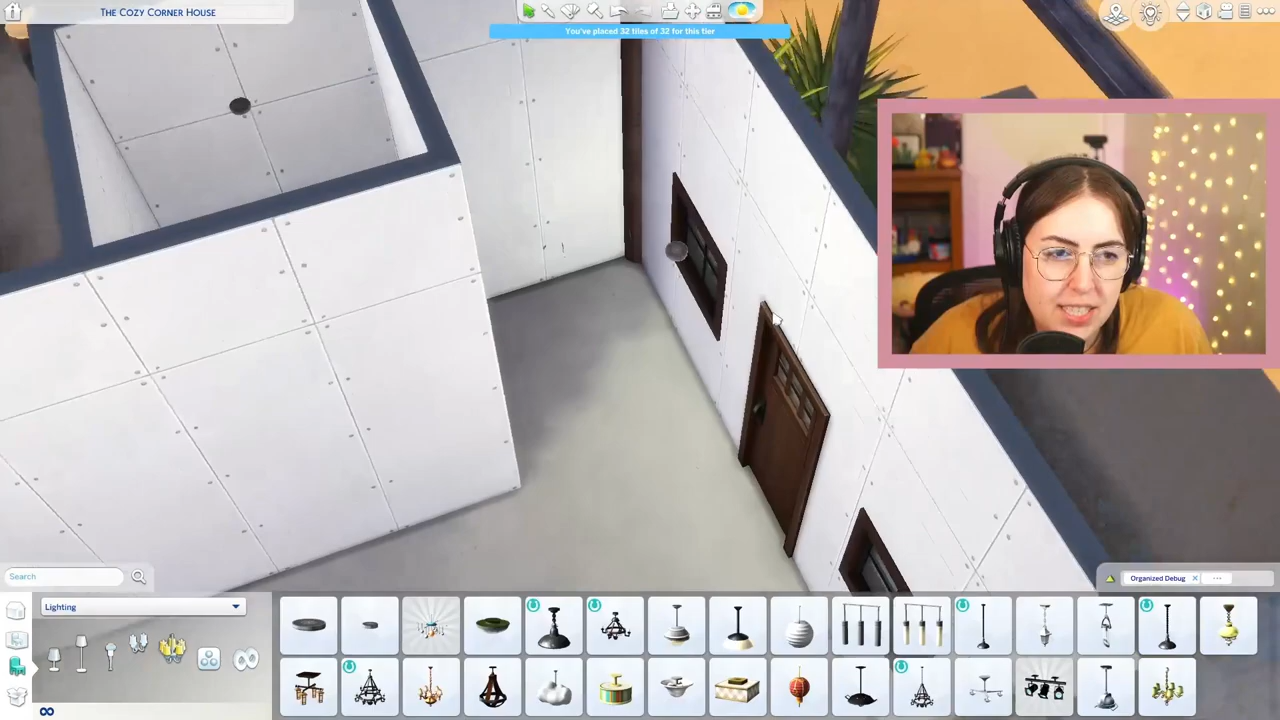 THE COZY CORNER HOUSE
You've placed 32 tiles of 32 for this tier
Search
Organized Debug
Lighting